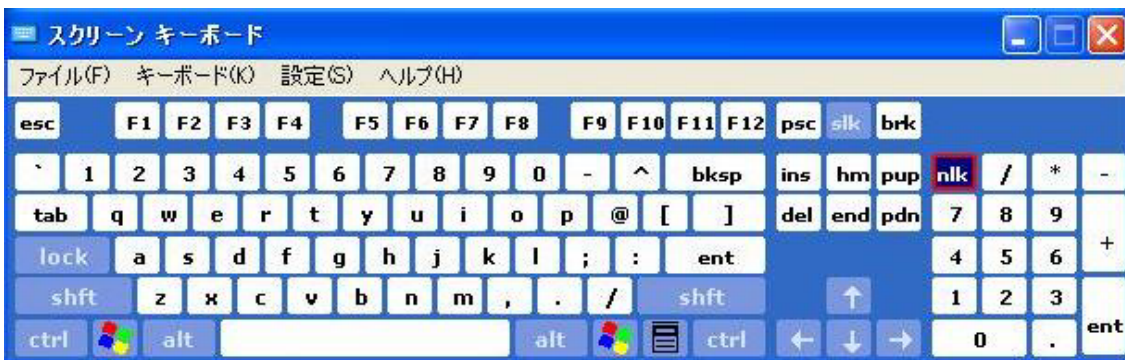 スクリーン キーボード
ファイル(F) キーボード(K) 設定(S) ヘルプ(H)
esc F1 F2 F3 F4 F5 F6 F7 F8 F9 F10 F11 F12 psc slk brk
` 1 2 3 4 5 6 7 8 9 0 - ^ bksp ins hm pup nlk / * -
tab q w e r t y u i o p @ [ ] del end pdn 7 8 9 +
lock a s d f g h j k l ; : ent 4 5 6
shft z x c v b n m , . / shft ↑ 1 2 3 ent
ctrl alt alt ctrl ← ↓ → 0 .